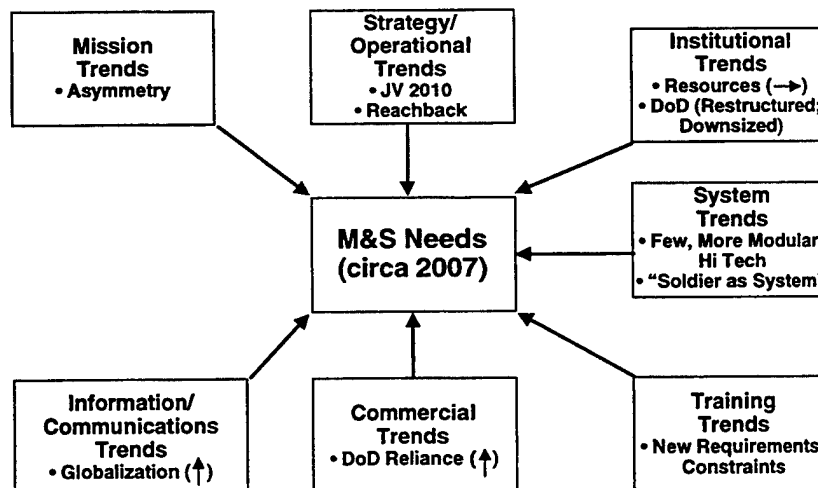 Mission
Trends
• Asymmetry
Strategy/
Operational
Trends
• JV 2010
• Reachback
Institutional
Trends
• Resources (→)
• DoD (Restructured;
Downsized)
M&S Needs
(circa 2007)
System
Trends
• Few, More Modular
Hi Tech
• "Soldier as System"
Information/
Communications
Trends
• Globalization (↑)
Commercial
Trends
• DoD Reliance (↑)
Training
Trends
• New Requirements
Constraints